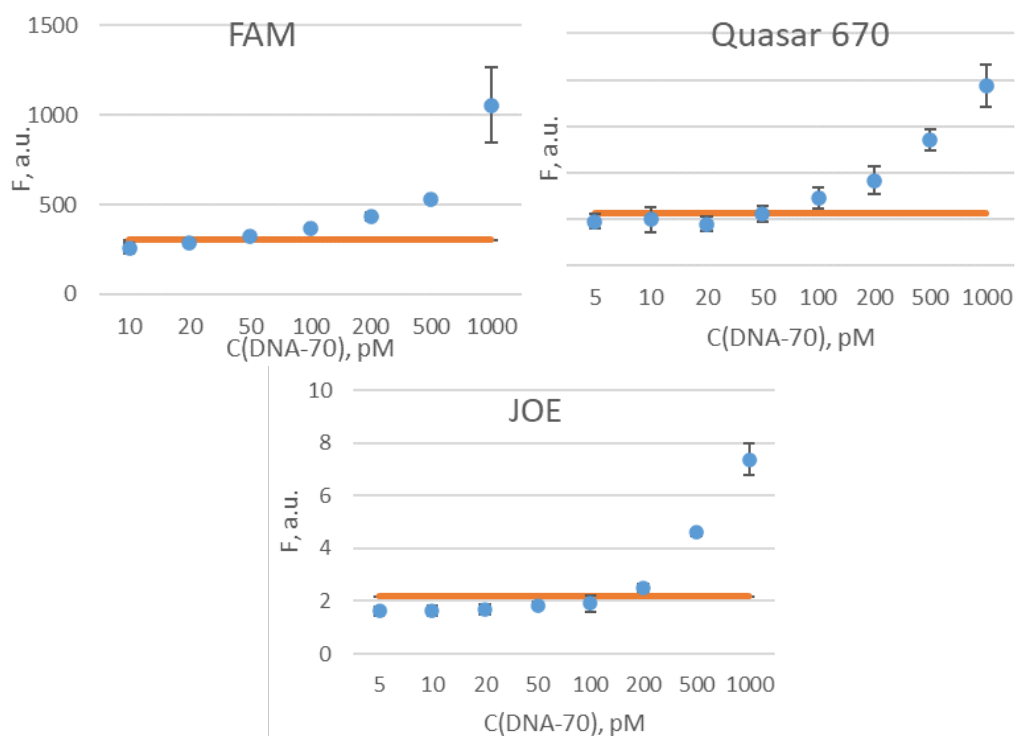 FAM
1500
1000
500
0
F, a.u.
10 20 50 100 200 500 1000
C(DNA-70), pM
Quasar 670
F, a.u.
5 10 20 50 100 200 500 1000
C(DNA-70), pM
JOE
10
8
6
4
2
0
F, a.u.
5 10 20 50 100 200 500 1000
C(DNA-70), pM